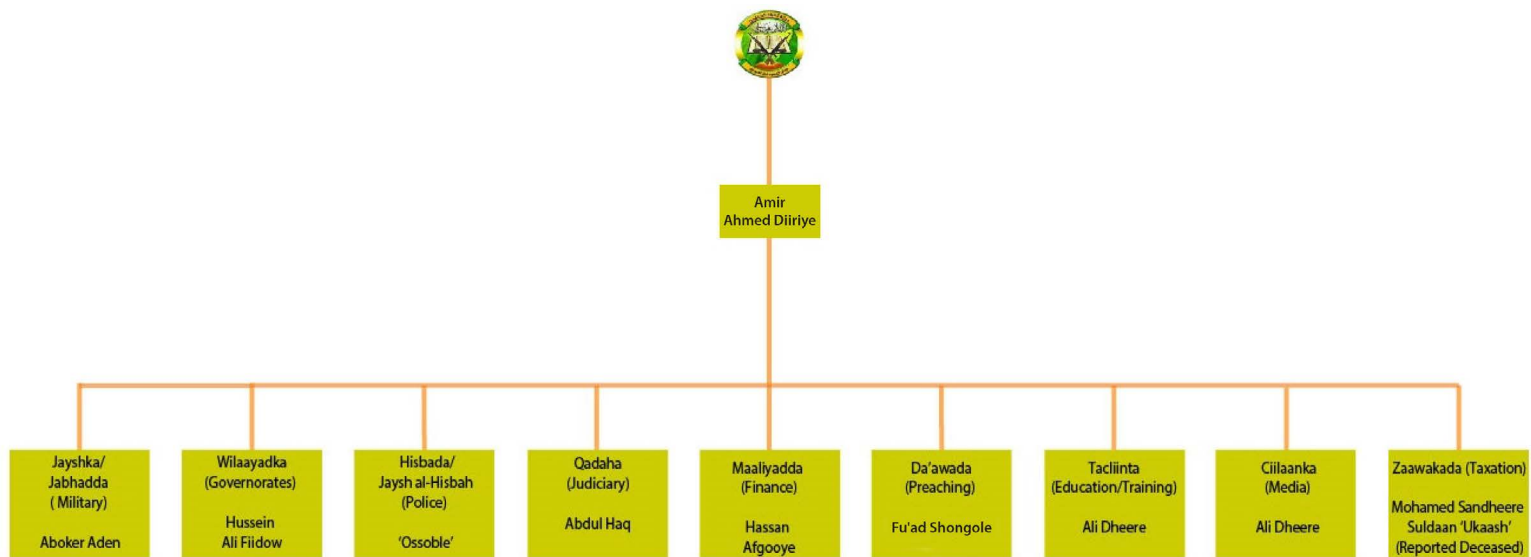 Amir
Ahmed Diiriye
Jayshka/
Jabhadda
( Military)
Aboker Aden
Wilaayadka
(Governorates)
Hussein
Ali Fiidow
Hisbada/
Jaysh al-Hisbah
(Police)
'Ossoble'
Qadaha
(Judiciary)
Abdul Haq
Maaliyadda
(Finance)
Hassan
Afgooye
Da'awada
(Preaching)
Fu'ad Shongole
Tacliinta
(Education/Training)
Ali Dheere
Ciilaanka
(Media)
Ali Dheere
Zaawakada (Taxation)
Mohamed Sandheere
Suldaan 'Ukaash'
(Reported Deceased)